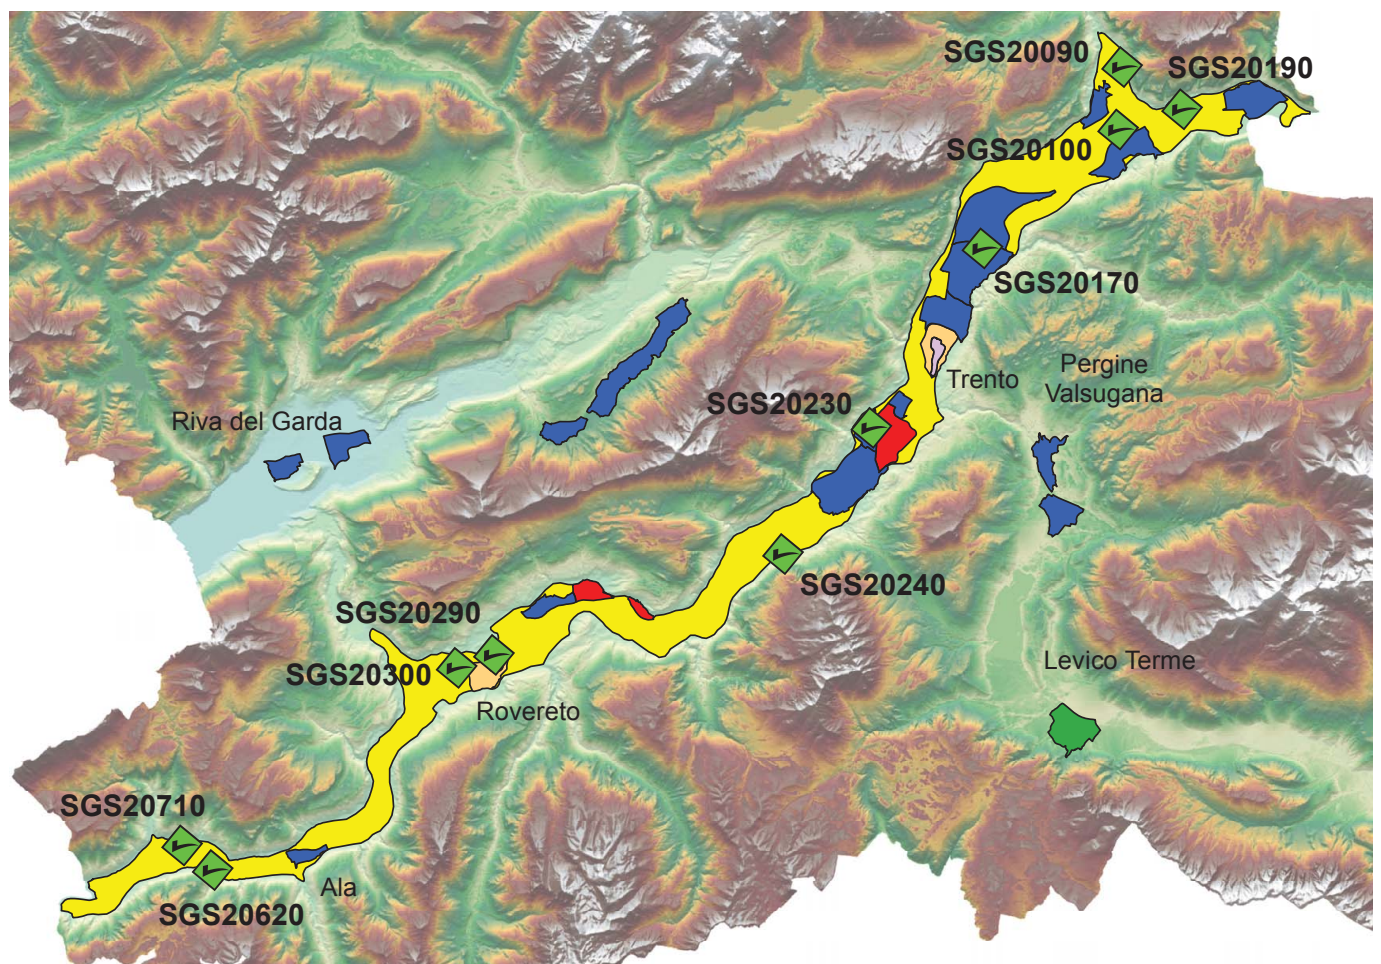 SGS20090
SGS20190
SGS20100
SGS20170
Pergine
Valsugana
Trento
SGS20230
Riva del Garda
SGS20240
SGS20290
SGS20300
Levico Terme
Rovereto
SGS20710
Ala
SGS20620